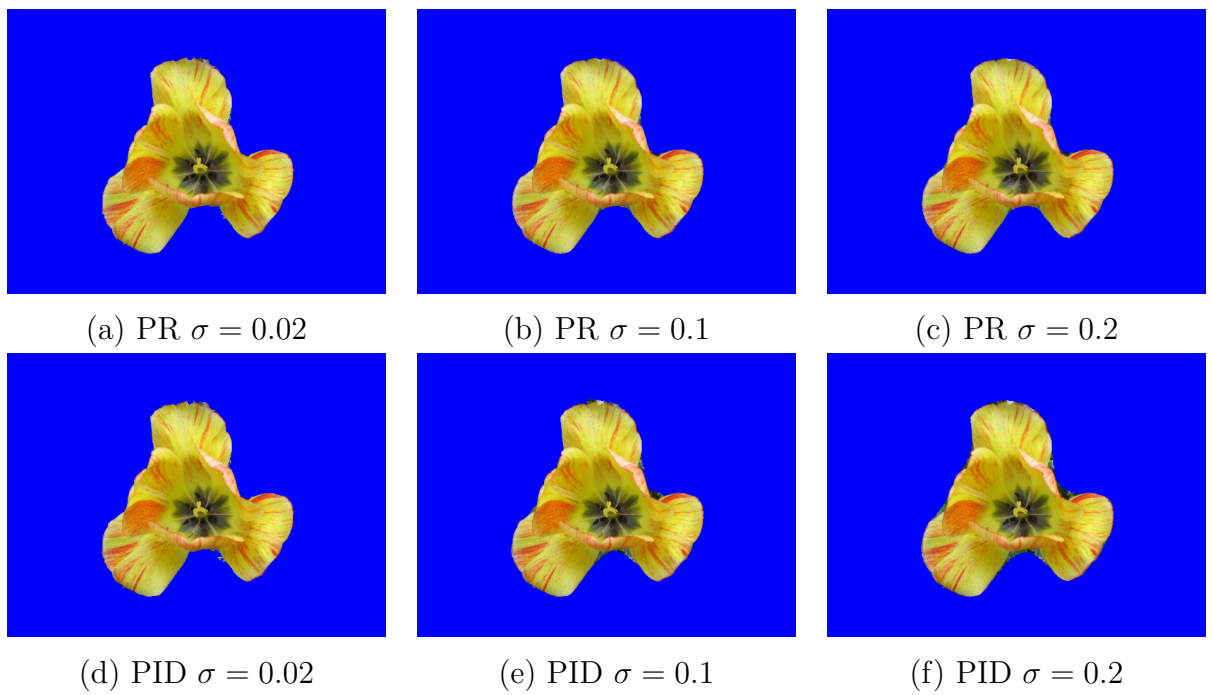 (a) PR σ = 0.02
(b) PR σ = 0.1
(c) PR σ = 0.2
(d) PID σ = 0.02
(e) PID σ = 0.1
(f) PID σ = 0.2